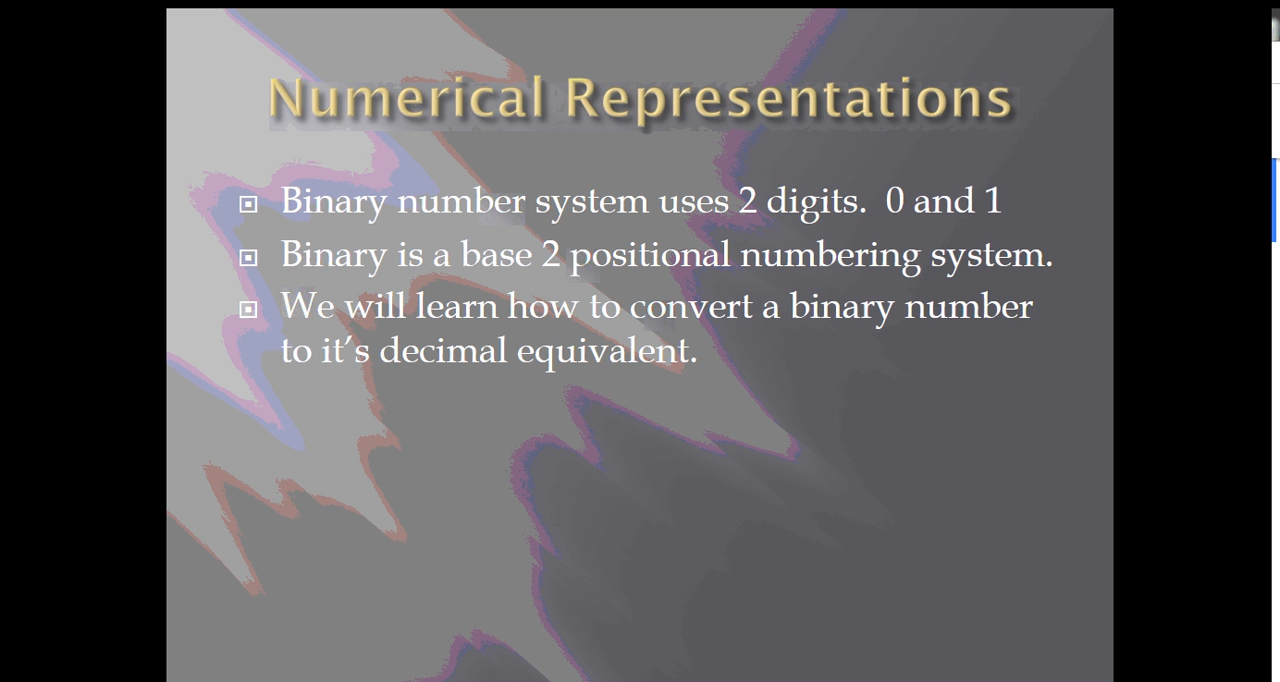 Numerical Representations
Binary number system uses 2 digits.  0 and 1
Binary is a base 2 positional numbering system.
We will learn how to convert a binary number
to it’s decimal equivalent.